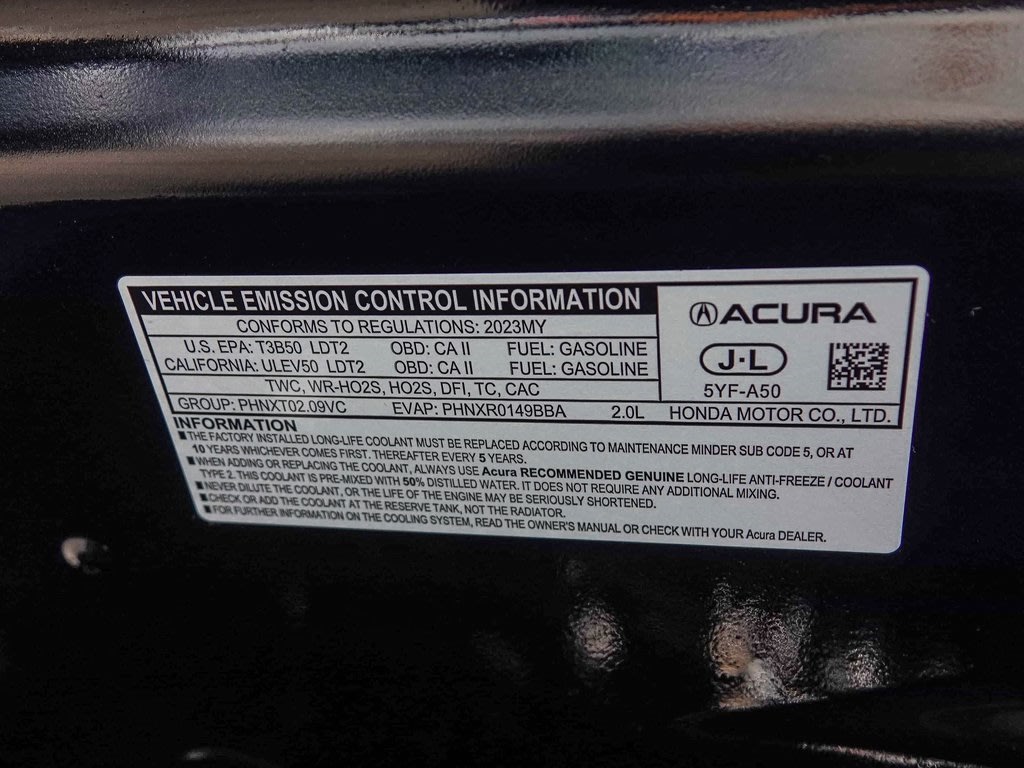 VEHICLE EMISSION CONTROL INFORMATION
CONFORMS TO REGULATIONS: 2023MY
U.S. EPA: T3B50 LDT2 OBD: CA II FUEL: GASOLINE
CALIFORNIA: ULEV50 LDT2 OBD: CA II FUEL: GASOLINE
TWC, WR-HO2S, HO2S, DFI, TC, CAC
GROUP: PHNXT02.09VC EVAP: PHNXR0149BBA 2.0L
ACURA
J·L
5YF-A50
HONDA MOTOR CO., LTD.
INFORMATION
■THE FACTORY INSTALLED LONG-LIFE COOLANT MUST BE REPLACED ACCORDING TO MAINTENANCE MINDER SUB CODE 5, OR AT
10 YEARS WHICHEVER COMES FIRST. THEREAFTER EVERY 5 YEARS.
■WHEN ADDING OR REPLACING THE COOLANT, ALWAYS USE Acura RECOMMENDED GENUINE LONG-LIFE ANTI-FREEZE / COOLANT
TYPE 2. THIS COOLANT IS PRE-MIXED WITH 50% DISTILLED WATER. IT DOES NOT REQUIRE ANY ADDITIONAL MIXING.
■NEVER DILUTE THE COOLANT, OR THE LIFE OF THE ENGINE MAY BE SERIOUSLY SHORTENED.
■CHECK OR ADD THE COOLANT AT THE RESERVE TANK, NOT THE RADIATOR.
■FOR FURTHER INFORMATION ON THE COOLING SYSTEM, READ THE OWNER'S MANUAL OR CHECK WITH YOUR Acura DEALER.